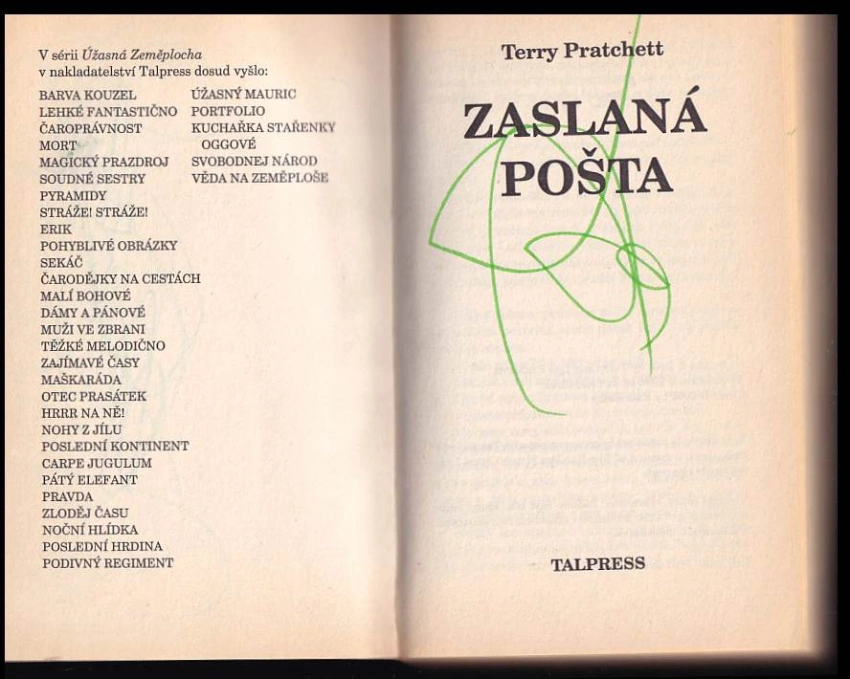 V sérii Úžasná Zeměplocha
v nakladatelství Talpress dosud vyšlo:
BARVA KOUZEL
LEHKÉ FANTASTIČNO
ČAROPRÁVNOST
MORT
MAGICKÝ PRAZDROJ
SOUDNÉ SESTRY
PYRAMIDY
STRÁŽE! STRÁŽE!
ERIK
POHYBLIVÉ OBRÁZKY
SEKÁČ
ČARODĚJKY NA CESTÁCH
MALÍ BOHOVÉ
DÁMY A PÁNOVÉ
MUŽI VE ZBRANI
TĚŽKÉ MELODIČNO
ZAJÍMAVÉ ČASY
MAŠKARÁDA
OTEC PRASÁTEK
HRRR NA NĚ!
NOHY Z JÍLU
POSLEDNÍ KONTINENT
CARPE JUGULUM
PÁTÝ ELEFANT
PRAVDA
ZLODĚJ ČASU
NOČNÍ HLÍDKA
POSLEDNÍ HRDINA
PODIVNÝ REGIMENT
ÚŽASNÝ MAURIC
PORTFOLIO
KUCHAŘKA STAŘENKY
OGGOVÉ
SVOBODNEJ NÁROD
VĚDA NA ZEMĚPLOŠE
Terry Pratchett
ZASLANÁ
POŠTA
TALPRESS